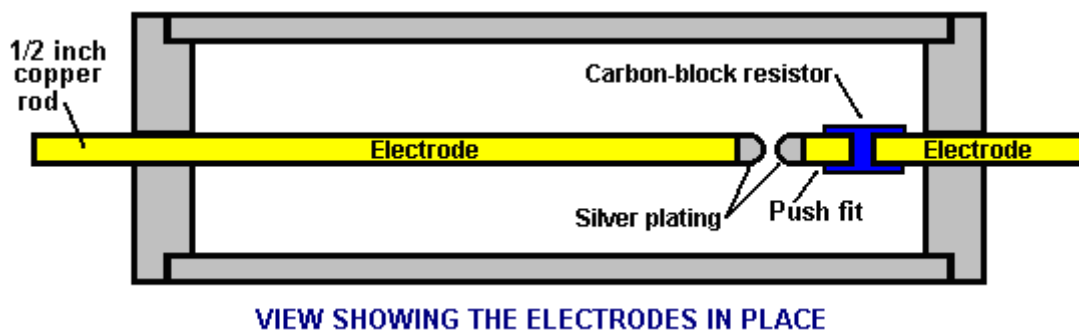 1/2 inch
copper
rod
Carbon-block resistor
Electrode
Electrode
Silver plating
Push fit
VIEW SHOWING THE ELECTRODES IN PLACE